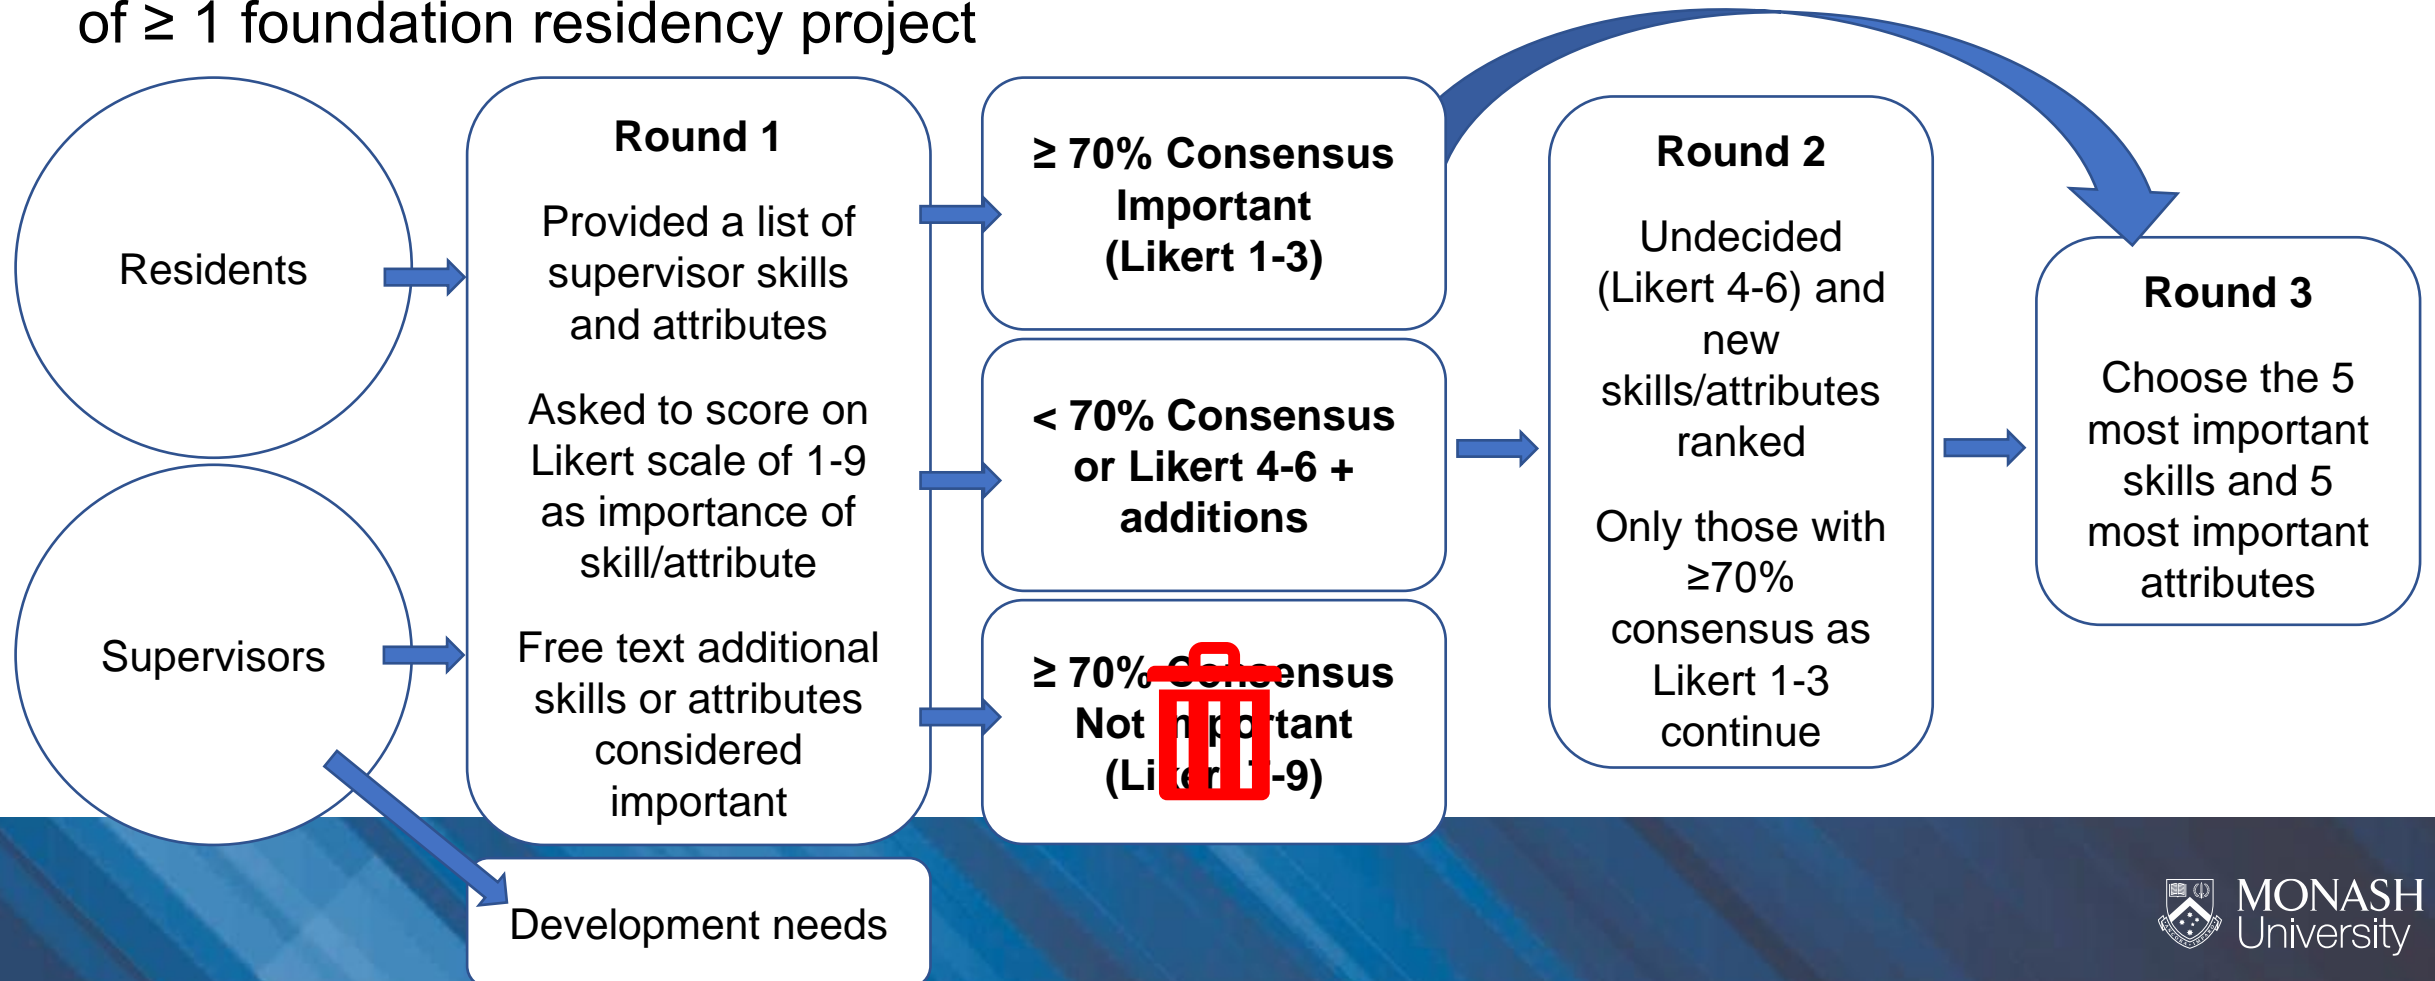 of ≥ 1 foundation residency project
Residents
Supervisors
Round 1
Provided a list of
supervisor skills
and attributes
Asked to score on
Likert scale of 1-9
as importance of
skill/attribute
Free text additional
skills or attributes
considered
important
Development needs
≥ 70% Consensus
Important
(Likert 1-3)
< 70% Consensus
or Likert 4-6 +
additions
≥ 70% Consensus
Not Important
(Likert 7-9)
Round 2
Undecided
(Likert 4-6) and
new
skills/attributes
ranked
Only those with
≥70%
consensus as
Likert 1-3
continue
Round 3
Choose the 5
most important
skills and 5
most important
attributes
MONASH
University